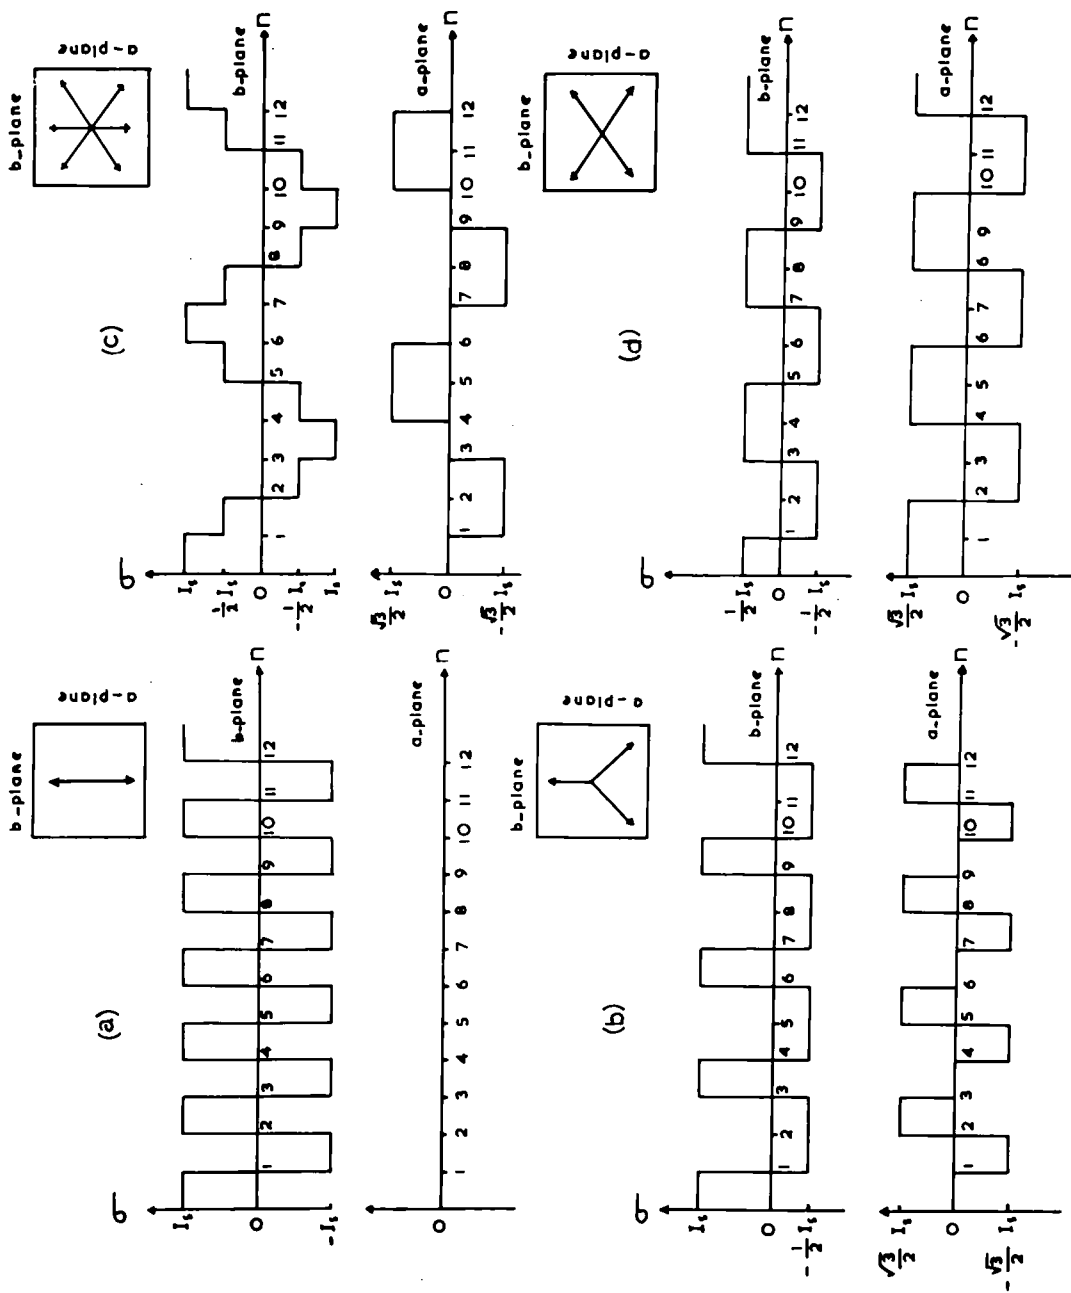 (a)
b-plane
a-plane
σ
I_s
0
-I_s
1 2 3 4 5 6 7 8 9 10 11 12
b-plane
n
0
1 2 3 4 5 6 7 8 9 10 11 12
a-plane
n
(b)
b-plane
a-plane
I_s
0
-1/2 I_s
1 2 3 4 5 6 7 8 9 10 11 12
b-plane
n
√3/2 I_s
0
-√3/2 I_s
1 2 3 4 5 6 7 8 9 10 11 12
a-plane
n
(c)
b-plane
a-plane
σ
I_s
1/2 I_s
0
-1/2 I_s
I_s
1 2 3 4 5 6 7 8 9 10 11 12
b-plane
n
√3/2 I_s
0
-√3/2 I_s
1 2 3 4 5 6 7 8 9 10 11 12
a-plane
n
(d)
b-plane
a-plane
1/2 I_s
0
-1/2 I_s
1 2 3 4 5 6 7 8 9 10 11 12
b-plane
n
√3/2 I_s
0
-√3/2 I_s
1 2 3 4 5 6 7 6 9 10 11 12
a-plane
n